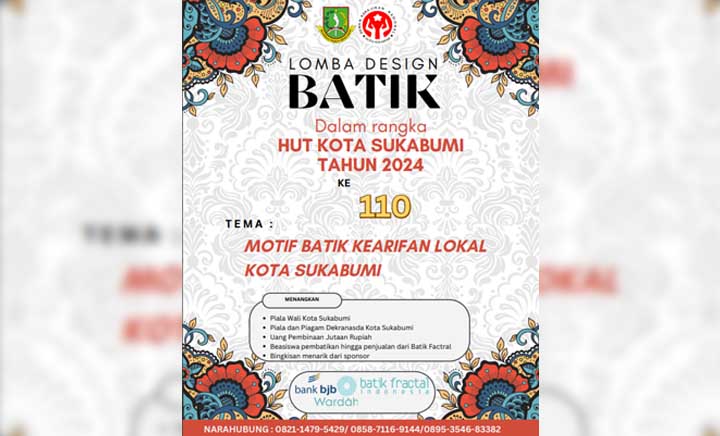 LOMBA DESIGN
BATIK
Dalam rangka
HUT KOTA SUKABUMI
TAHUN 2024
KE
110
TEMA :
MOTIF BATIK KEARIFAN LOKAL
KOTA SUKABUMI
MENANGKAN
• Piala Wali Kota Sukabumi
• Piala dan Piagam Dekranasda Kota Sukabumi
• Uang Pembinaan Jutaan Rupiah
• Beasiswa pembatikan hingga penjualan dari Batik Factral
• Bingkisan menarik dari sponsor
bank bjb batik fractal
indonesia
Wardah
NARAHUBUNG : 0821-1479-5429/ 0858-7116-9144/0895-3546-83382